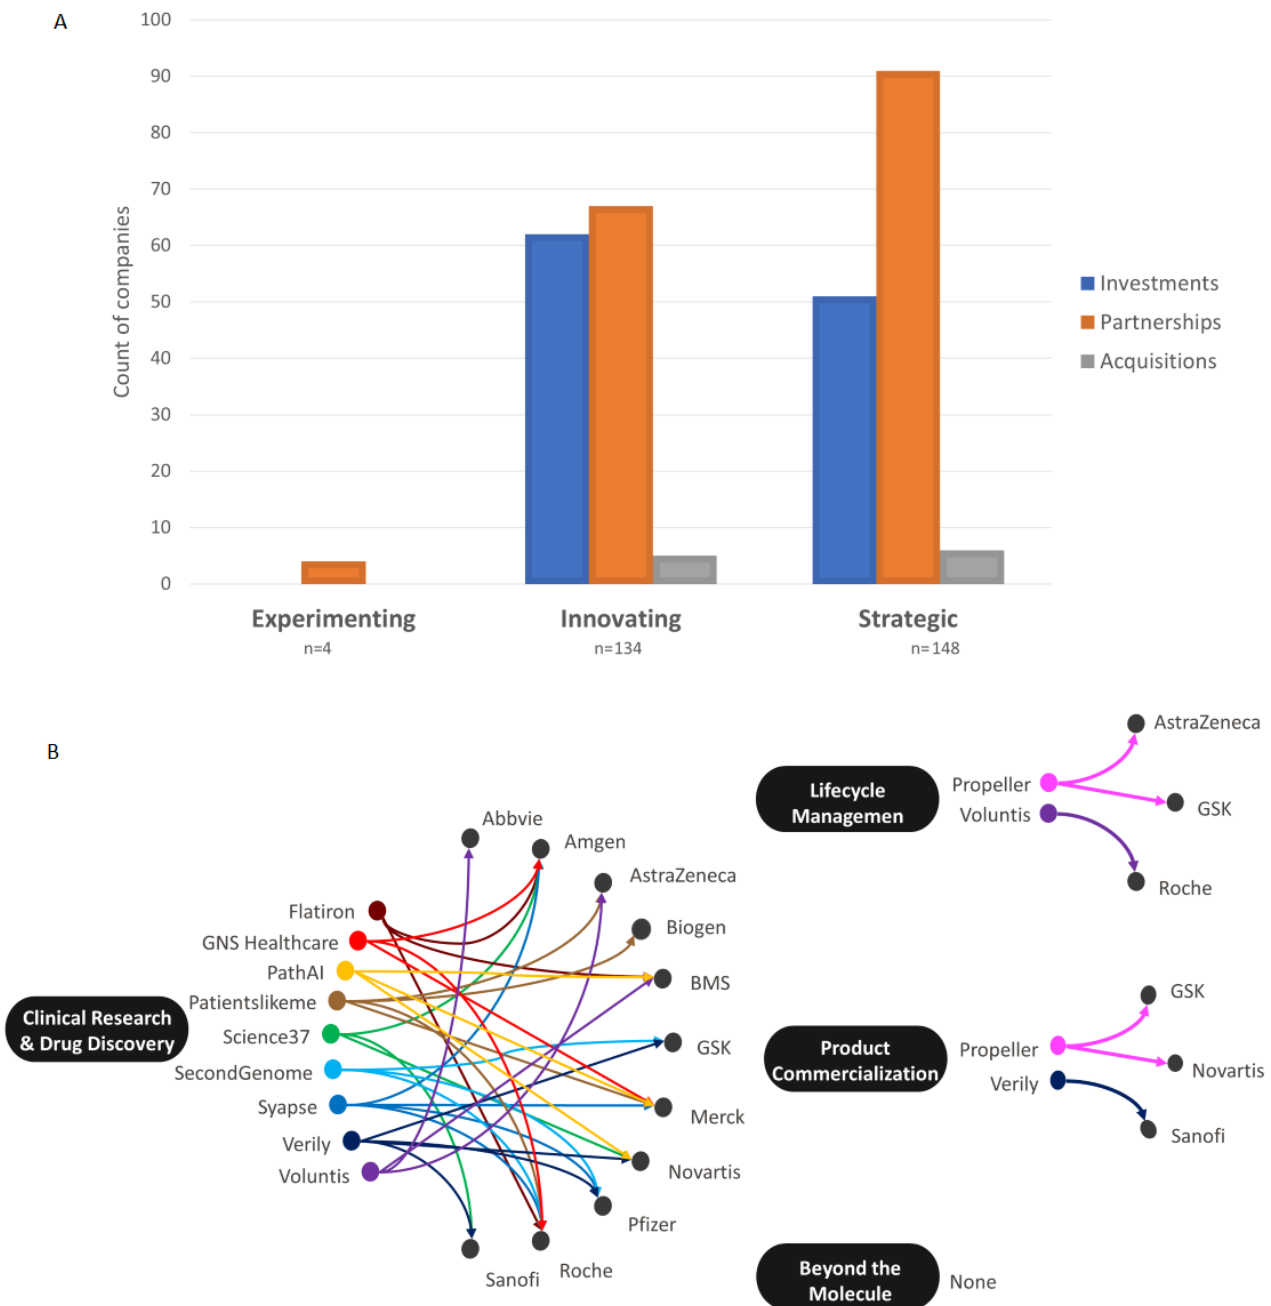 A
100
90
80
70
60
50
40
30
20
10
0
Count of companies
Experimenting
n=4
Innovating
n=134
Strategic
n=148
Investments
Partnerships
Acquisitions
B
Clinical Research
& Drug Discovery
Flatiron
GNS Healthcare
PathAI
Patientslikeme
Science37
SecondGenome
Syapse
Verily
Voluntis
Abbvie
Amgen
AstraZeneca
Biogen
BMS
GSK
Merck
Novartis
Pfizer
Roche
Sanofi
Lifecycle
Managemen
Propeller
Voluntis
AstraZeneca
GSK
Roche
Product
Commercialization
Propeller
Verily
GSK
Novartis
Sanofi
Beyond the
Molecule
None